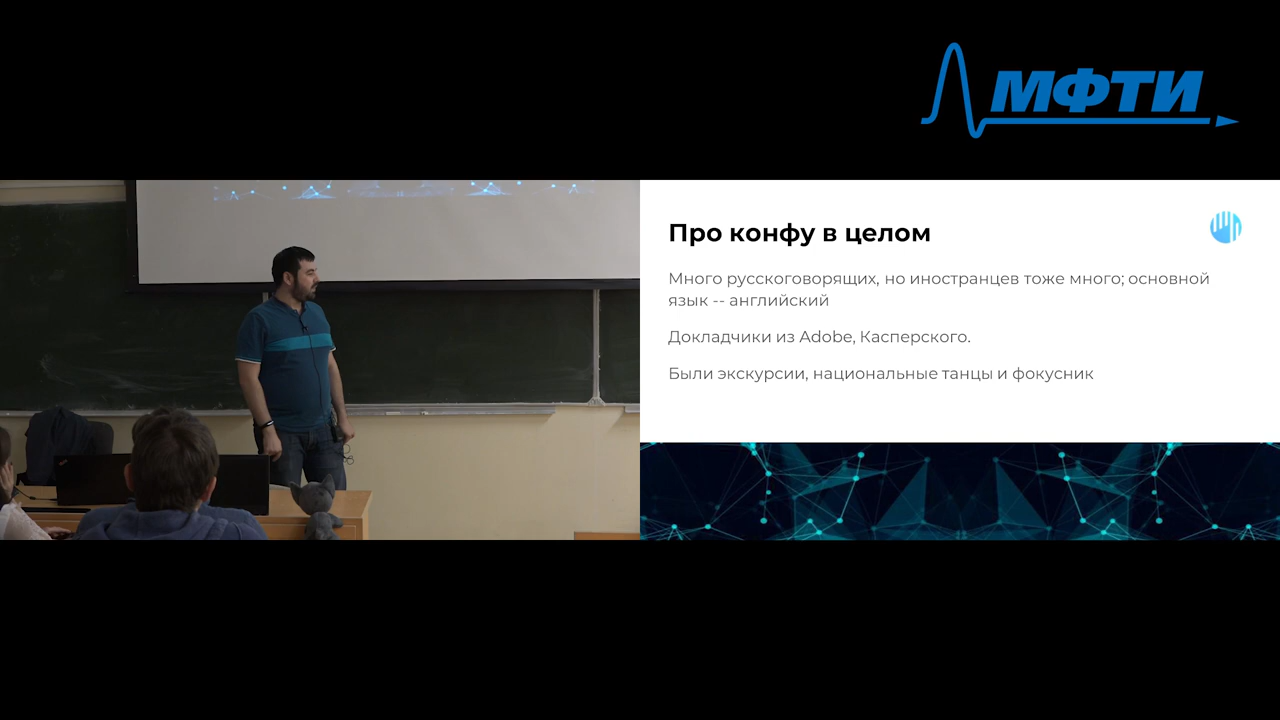 МФТИ
Про конфу в целом
Много русскоговорящих, но иностранцев тоже много; основной
язык -- английский
Докладчики из Adobe, Касперского.
Были экскурсии, национальные танцы и фокусник